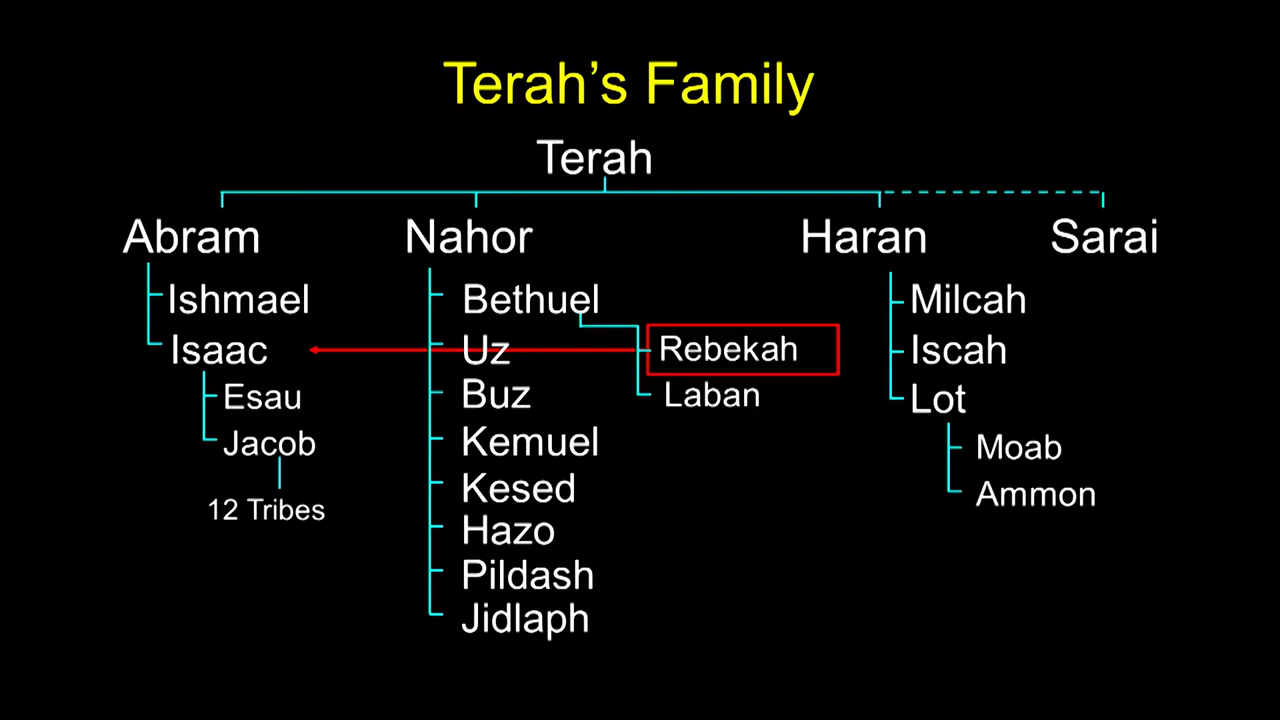 Terah's Family
Terah
Abram Nahor Haran Sarai
Ishmael Bethuel Milcah
Isaac Uz Rebekah Iscah
Esau Buz Laban Lot
Jacob Kemuel Moab
12 Tribes Kesed Ammon
Hazo
Pildash
Jidlaph